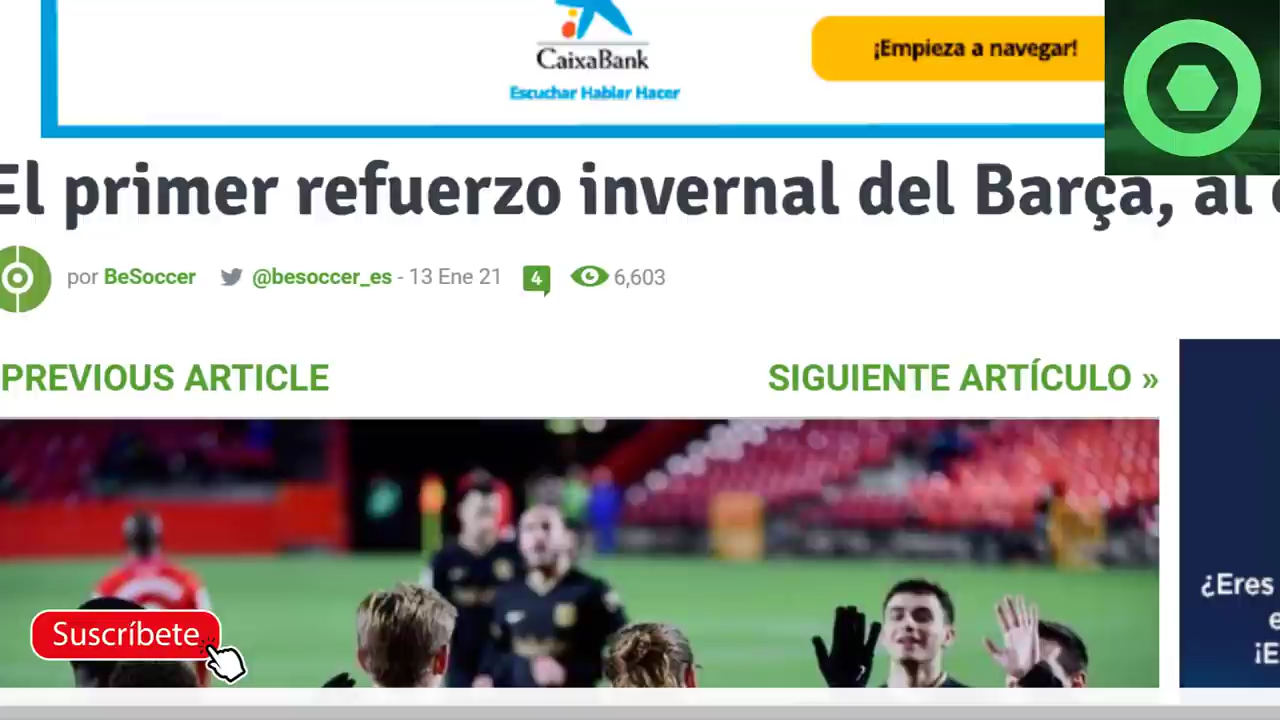 CaixaBank
Escuchar Hablar Hacer
¡Empieza a navegar!
El primer refuerzo invernal del Barça, al
por BeSoccer @besoccer_es - 13 Ene 21 4 6,603
PREVIOUS ARTICLE
SIGUIENTE ARTÍCULO »
¿Eres
Suscríbete